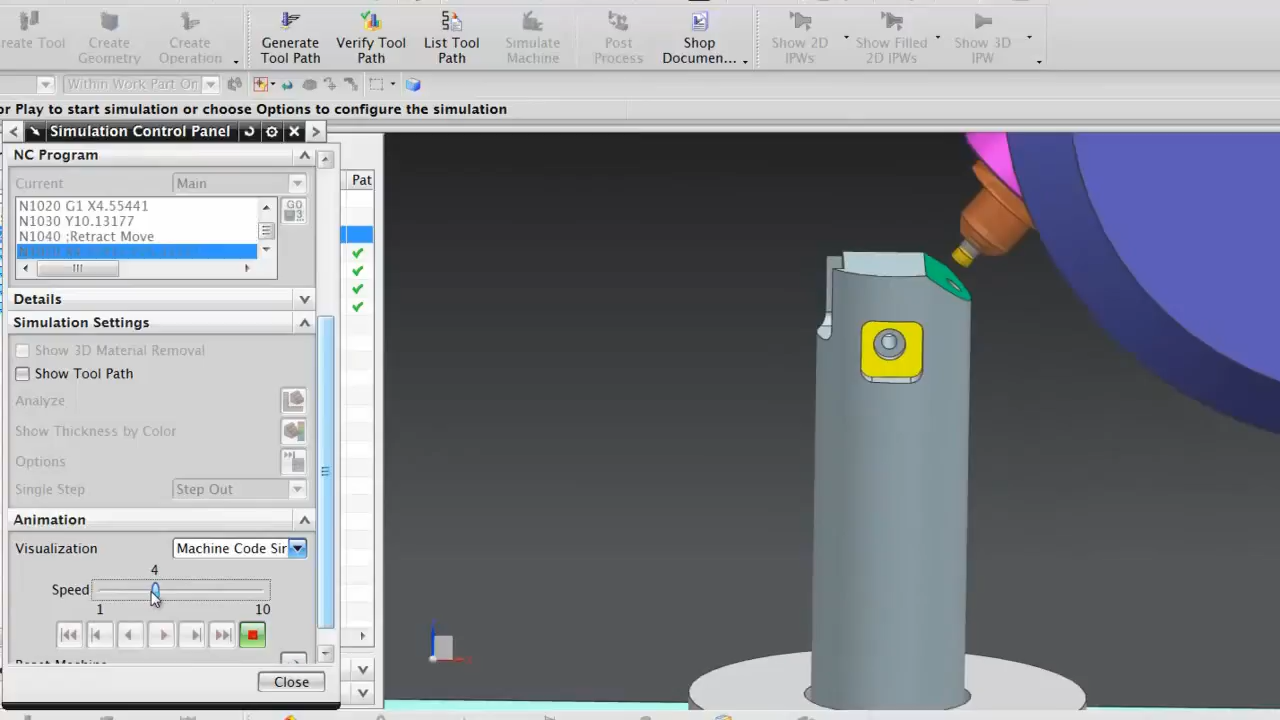 reate Tool
Create Geometry
Create Operation
Generate Tool Path
Verify Tool Path
List Tool Path
Simulate Machine
Post Process
Shop Documen...
Show 2D IPWs
Show Filled 2D IPWs
Show 3D IPW
Within Work Part On
or Play to start simulation or choose Options to configure the simulation
Simulation Control Panel
NC Program
Pat
Current
Main
N1020 G1 X4.55441
N1030 Y10.13177
N1040 ;Retract Move
Details
Simulation Settings
Show 3D Material Removal
Show Tool Path
Analyze
Show Thickness by Color
Options
Single Step
Step Out
Animation
Visualization
Machine Code Sir
4
Speed
1
10
Reset Machine
Close